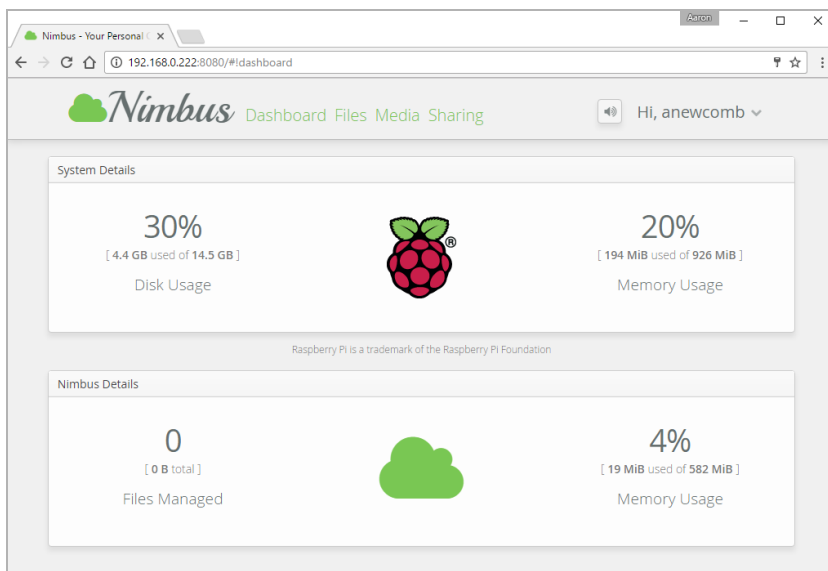 Aaron
Nimbus - Your Personal C
192.168.0.222:8080/#!dashboard
Nimbus Dashboard Files Media Sharing Hi, anewcomb
System Details
30% 20%
[ 4.4 GB used of 14.5 GB ] ® [ 194 MiB used of 926 MiB ]
Disk Usage Memory Usage
Raspberry Pi is a trademark of the Raspberry Pi Foundation
Nimbus Details
0 4%
[ 0 B total ] [ 19 MiB used of 582 MiB ]
Files Managed Memory Usage